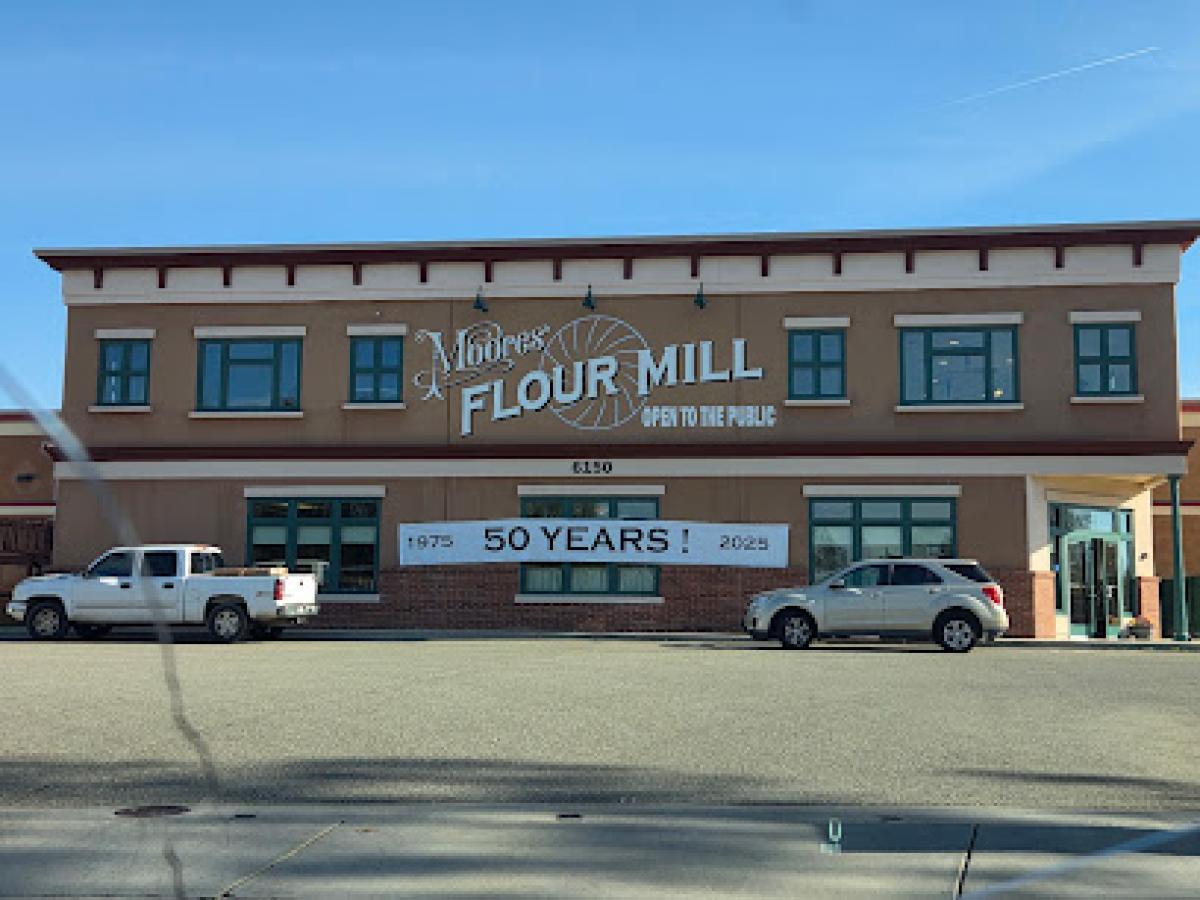 Moores'
FLOUR MILL
OPEN TO THE PUBLIC
6150
1975 50 YEARS! 2025